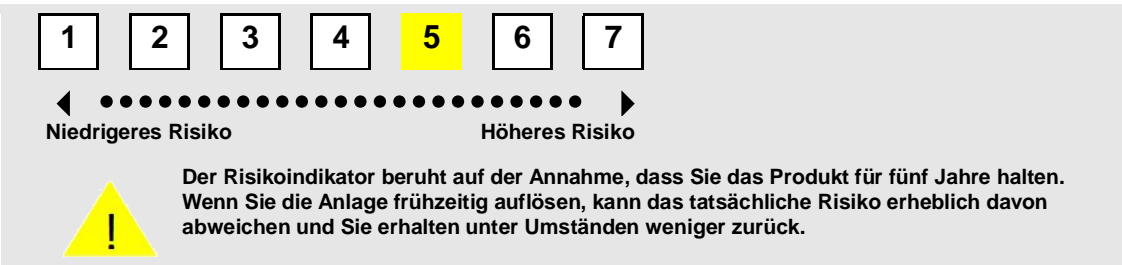 1 2 3 4 5 6 7
Niedrigeres Risiko Höheres Risiko
Der Risikoindikator beruht auf der Annahme, dass Sie das Produkt für fünf Jahre halten.
Wenn Sie die Anlage frühzeitig auflösen, kann das tatsächliche Risiko erheblich davon
abweichen und Sie erhalten unter Umständen weniger zurück.
!